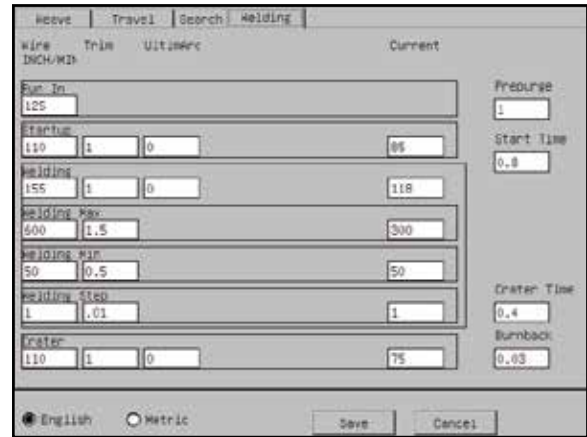 Weave Travel Search Welding
Wire Trim UltimArc Current
INCH/MIN
Run In
125
Prepurge
1
Startup
110 1 0 85
Start Time
0.8
Welding
155 1 0 118
Welding Max
600 1.5 300
Welding Min
50 0.5 50
Welding Step
1 .01 1
Crater Time
0.4
Crater
110 1 0 75
Burnback
0.03
English Metric Save Cancel